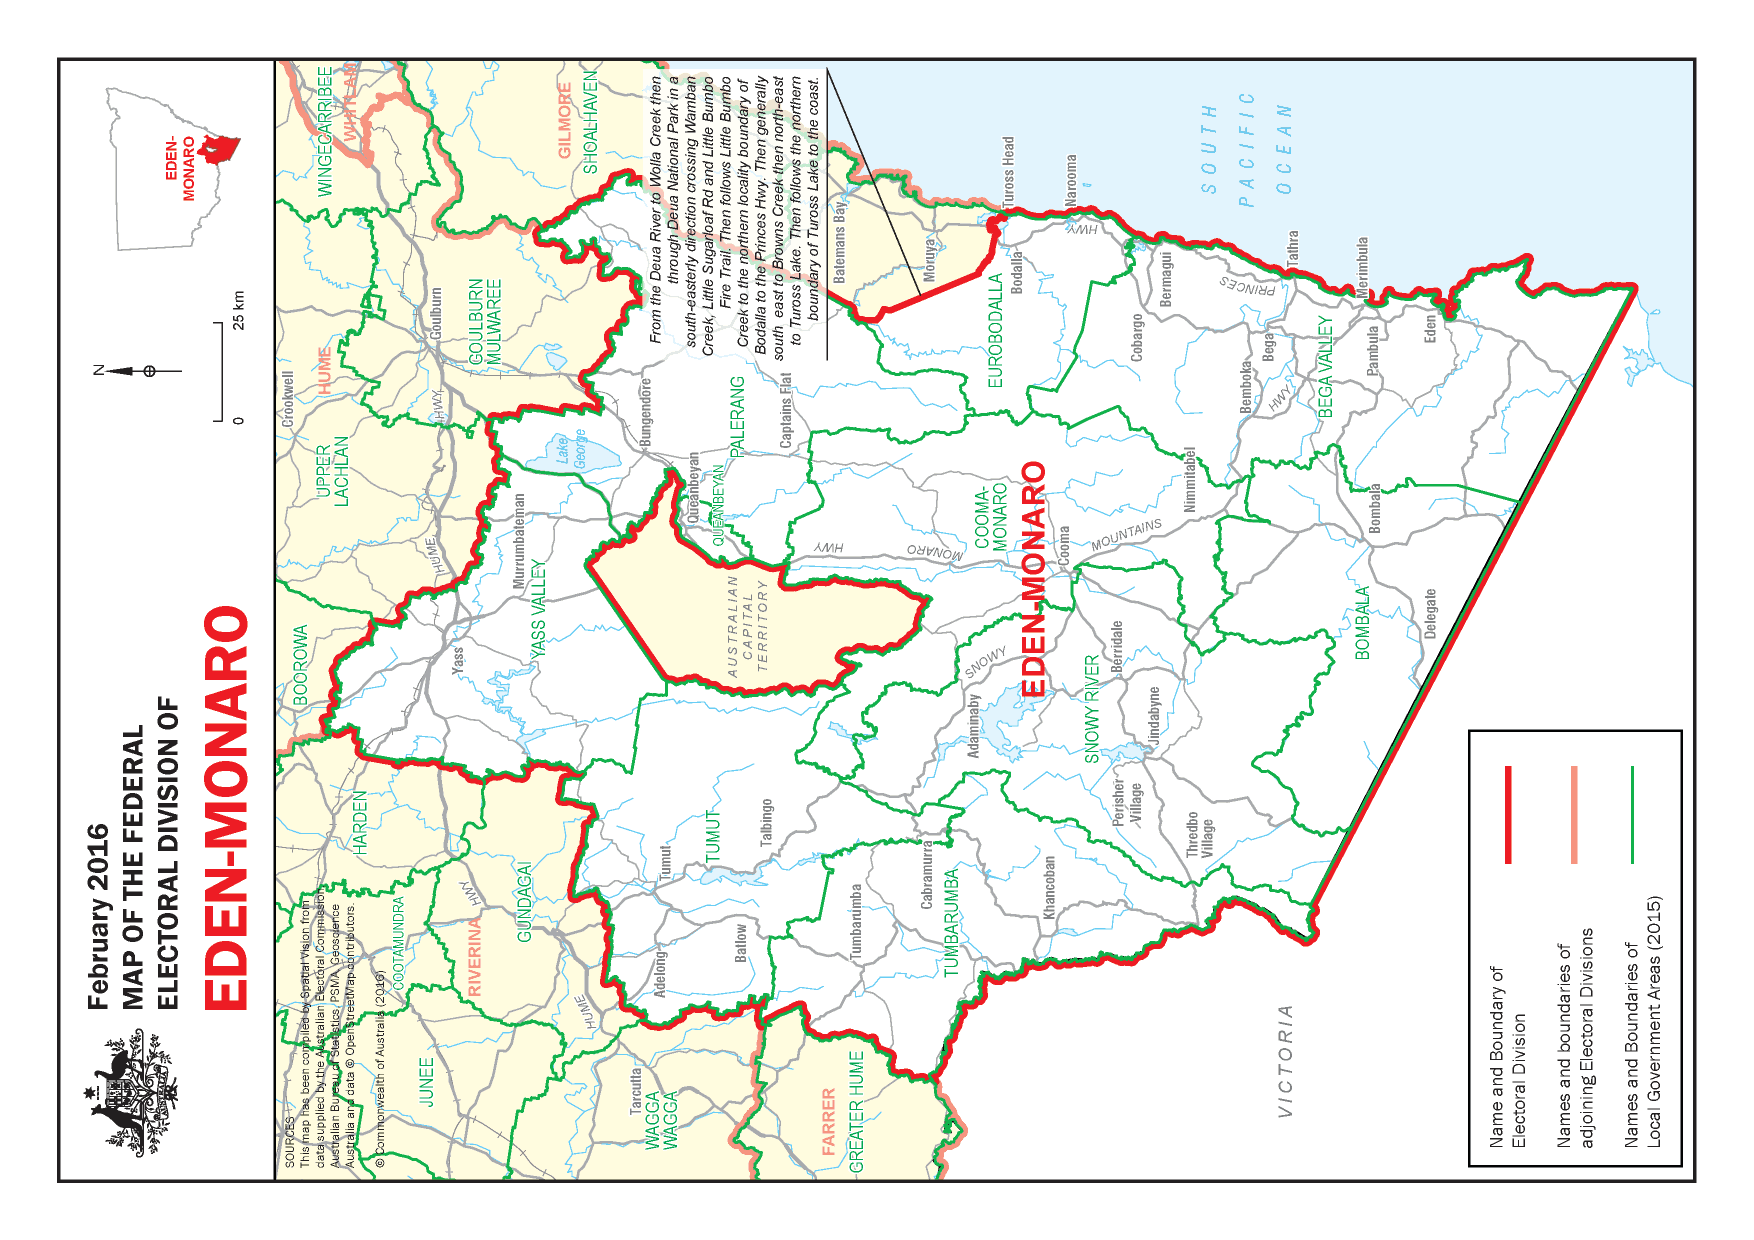 February 2016
MAP OF THE FEDERAL
ELECTORAL DIVISION OF
EDEN-MONARO
N
0
25 km
EDEN-
MONARO
SOURCES
This map has been compiled by Spatial Vision from
data supplied by the Australian Electoral Commission,
Australian Bureau of Statistics, PSMA, Geoscience
Australia and data © OpenStreetMap contributors.
© Commonwealth of Australia (2016)
BOOROWA
UPPER
LACHLAN
Crookwell
HUME
WINGECARRIBEE
WHITLAM
HARDEN
COOTAMUNDRA
JUNEE
Yass
HUME
HWY
Goulburn
GOULBURN
MULWAREE
RIVERINA
HWY
GUNDAGAI
YASS VALLEY
Murrumbateman
Lake
George
GILMORE
SHOALHAVEN
HUME
Tarcutta
WAGGA
WAGGA
Adelong
Tumut
TUMUT
Batlow
Talbingo
Bungendore
Queanbeyan
QUEANBEYAN
PALERANG
Captains Flat
AUSTRALIAN
CAPITAL
TERRITORY
From the Deua River to Wolla Creek then
through Deua National Park in a
south-easterly direction crossing Wamban
Creek, Little Sugarloaf Rd and Little Bumbo
Fire Trail. Then follows Little Bumbo
Creek to the northern locality boundary of
Bodalla to the Princes Hwy. Then generally
south east to Browns Creek then north-east
to Tuross Lake. Then follows the northern
boundary of Tuross Lake to the coast.
FARRER
GREATER HUME
Tumbarumba
Cabramurra
TUMBARUMBA
HWY
MONARO
Batemans Bay
Moruya
Adaminaby
SNOWY
COOMA-
MONARO
EUROBODALLA
Bodalla
Tuross Head
EDEN-MONARO
Khancoban
Cooma
Narooma
HWY
SNOWY RIVER
Berridale
MOUNTAINS
Perisher
Village
Jindabyne
Cobargo
Bermagui
Thredbo
Village
Nimmitabel
SOUTH
PACIFIC
OCEAN
PRINCES
Bemboka
Bega
HWY
Tathra
BEGA VALLEY
VICTORIA
BOMBALA
Bombala
Pambula
Merimbula
Delegate
Eden
Name and Boundary of
Electoral Division
Names and boundaries of
adjoining Electoral Divisions
Names and Boundaries of
Local Government Areas (2015)